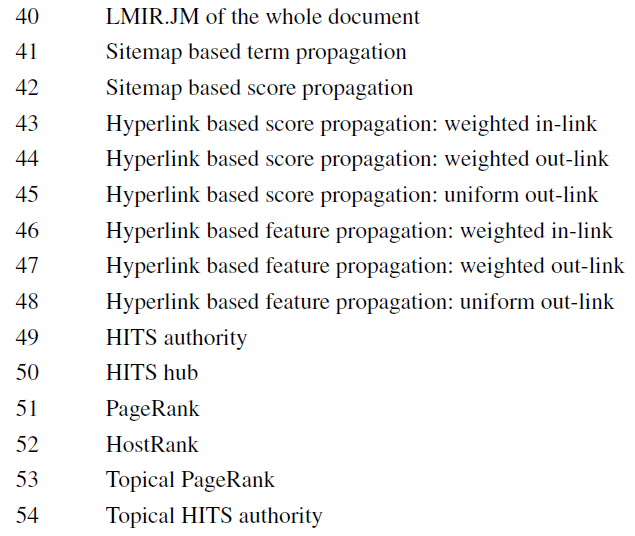 40 LMIR.JM of the whole document
41 Sitemap based term propagation
42 Sitemap based score propagation
43 Hyperlink based score propagation: weighted in-link
44 Hyperlink based score propagation: weighted out-link
45 Hyperlink based score propagation: uniform out-link
46 Hyperlink based feature propagation: weighted in-link
47 Hyperlink based feature propagation: weighted out-link
48 Hyperlink based feature propagation: uniform out-link
49 HITS authority
50 HITS hub
51 PageRank
52 HostRank
53 Topical PageRank
54 Topical HITS authority